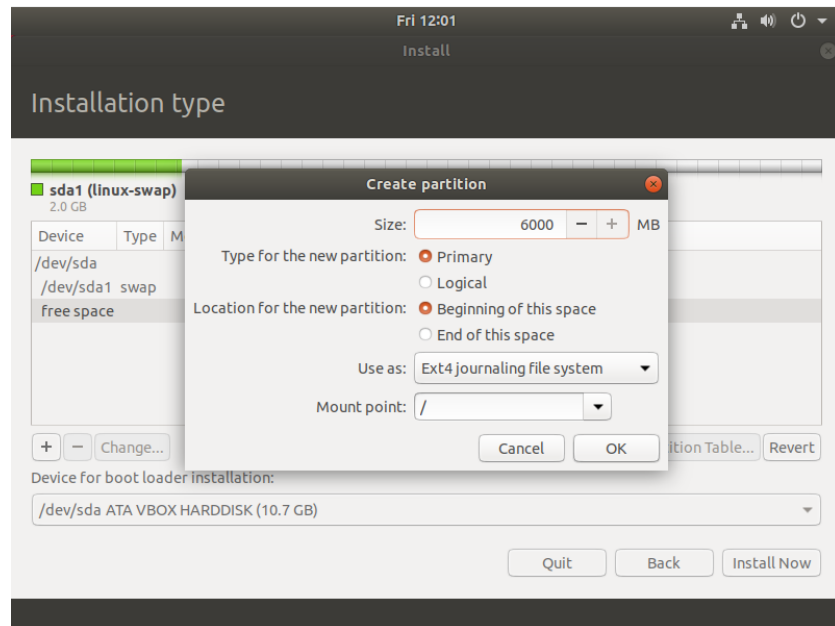 Fri 12:01
Install
Installation type
sda1 (linux-swap)
2.0 GB
Create partition
Size: 6000 − + MB
Type for the new partition: Primary
Logical
Location for the new partition: Beginning of this space
End of this space
Use as: Ext4 journaling file system
Mount point: /
Cancel OK
Device Type M
/dev/sda
/dev/sda1 swap
free space
+ − Change... ition Table... Revert
Device for boot loader installation:
/dev/sda ATA VBOX HARDDISK (10.7 GB)
Quit Back Install Now